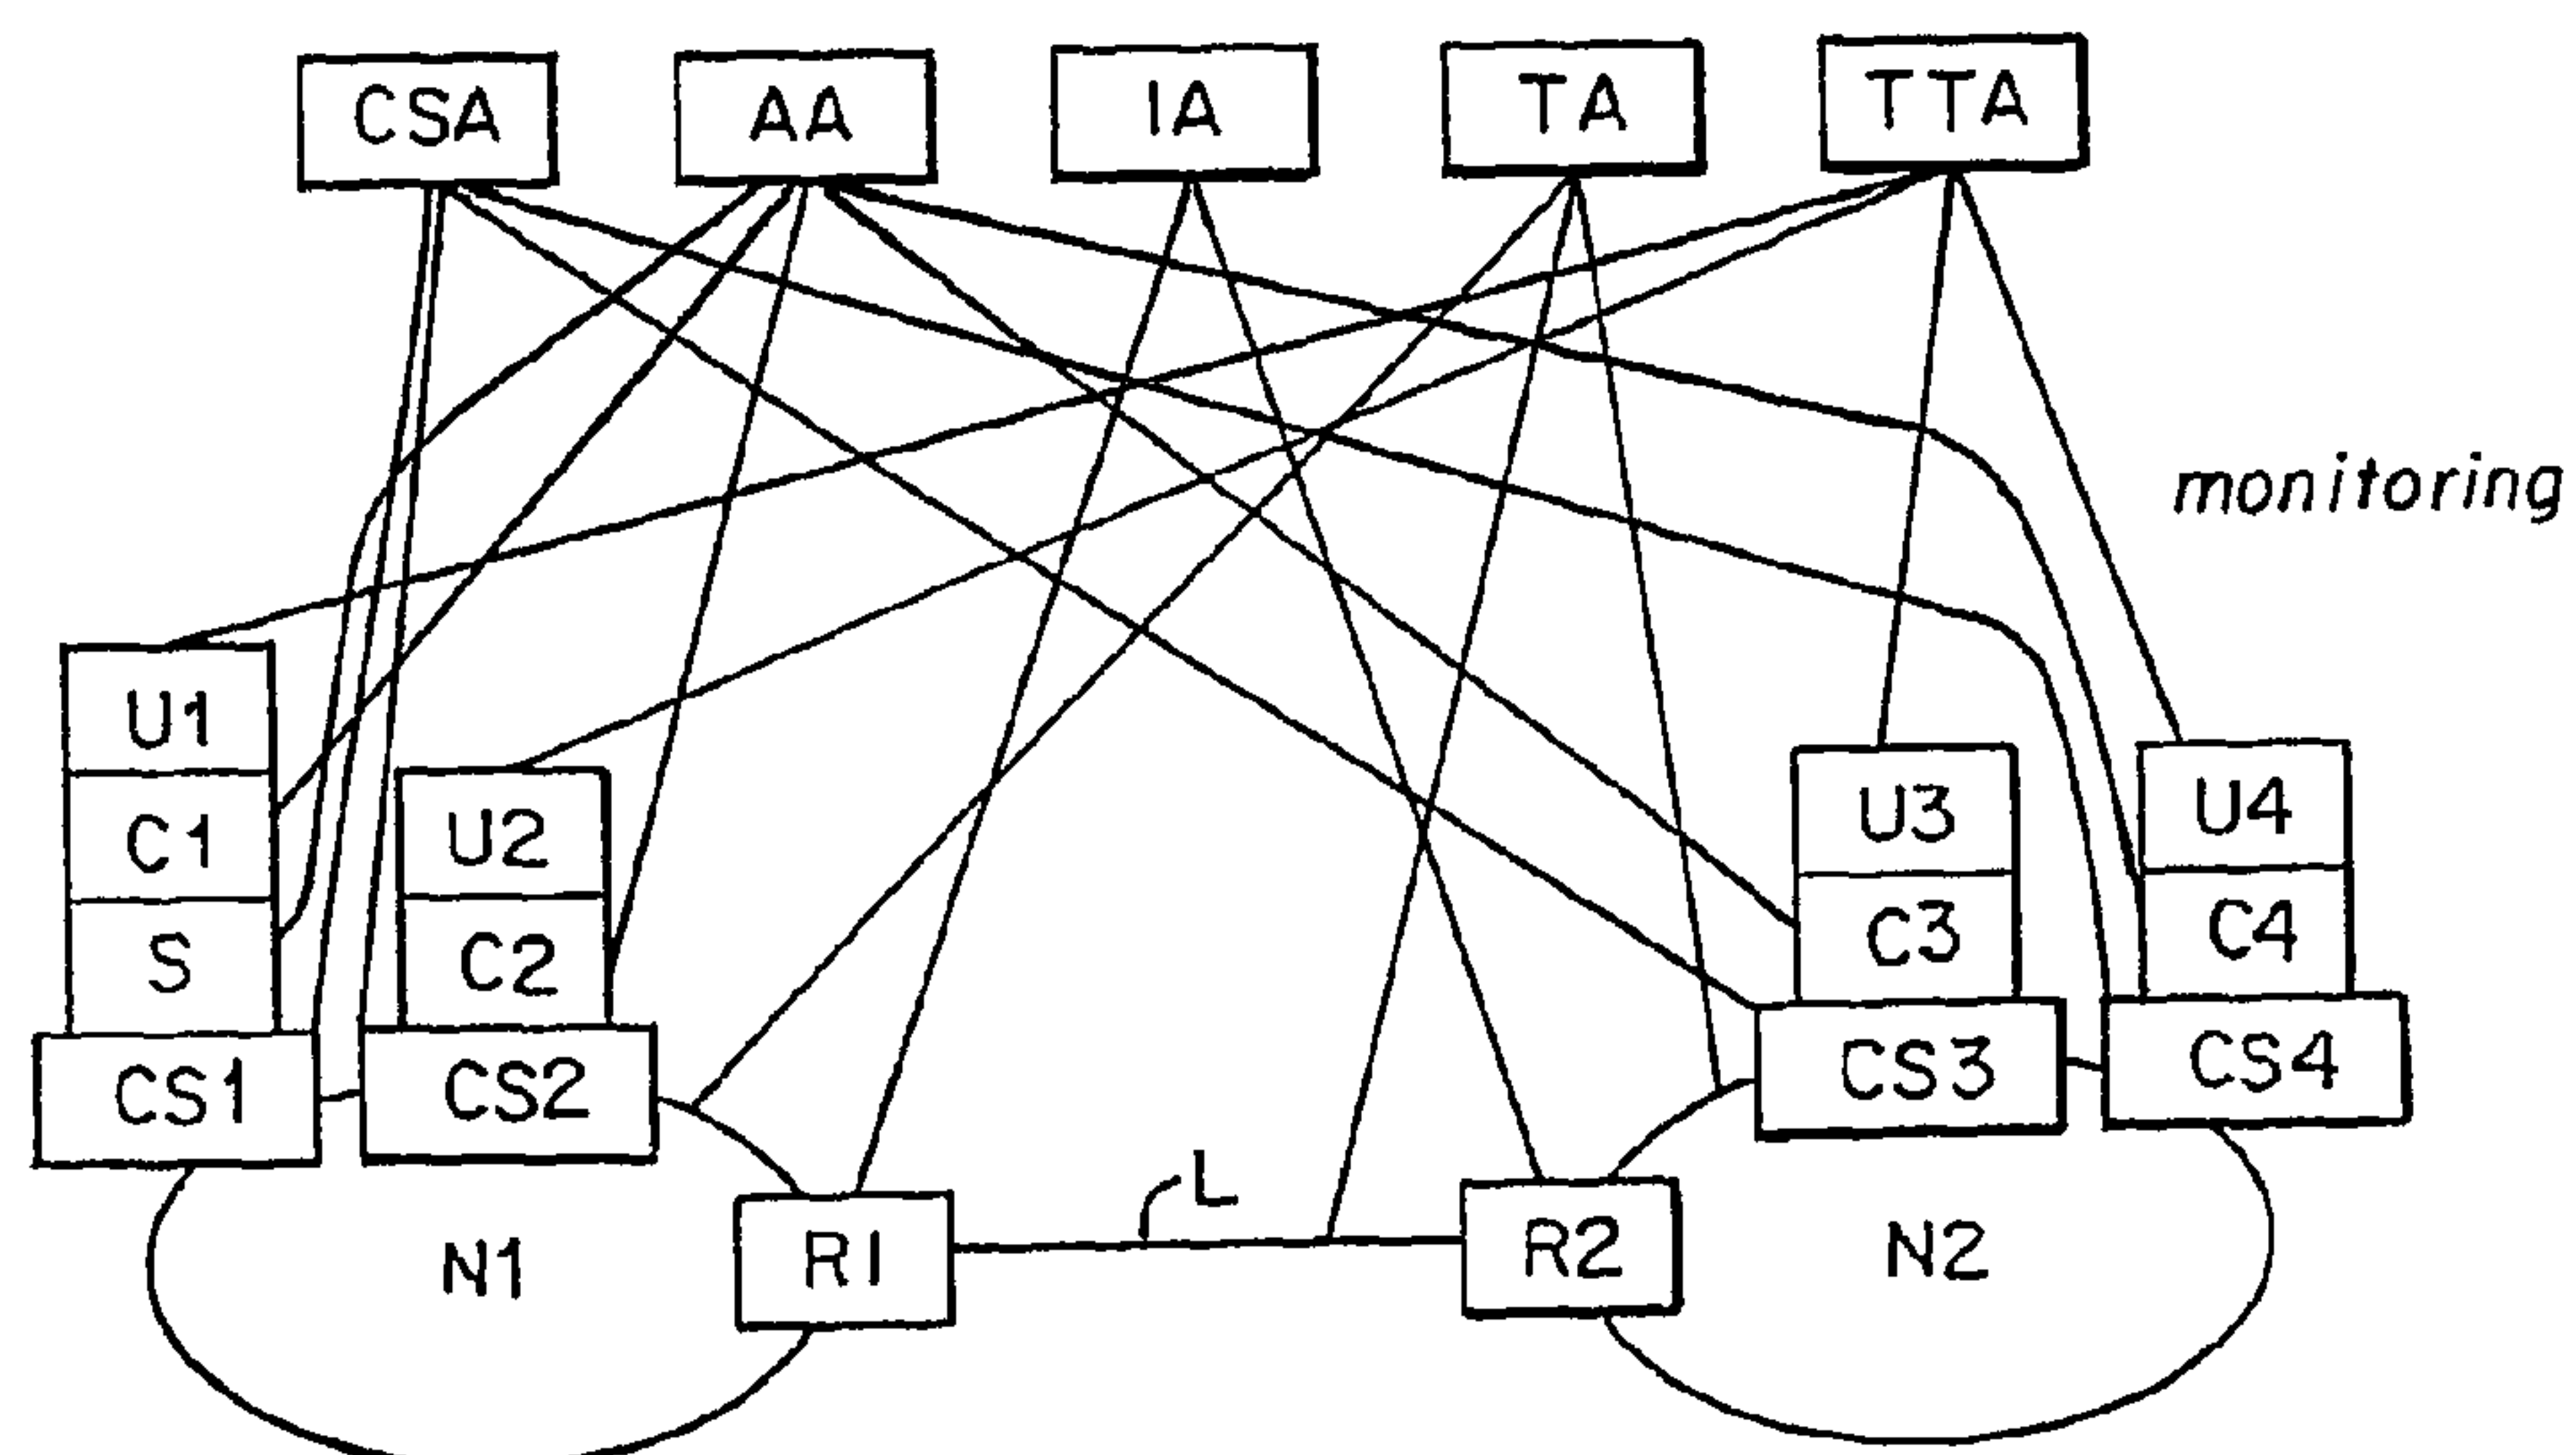 CSA AA IA TA TTA
monitoring
U1
C1
S
CS1
U2
C2
CS2
U3
C3
CS3
U4
C4
CS4
N1
R1
L
R2
N2